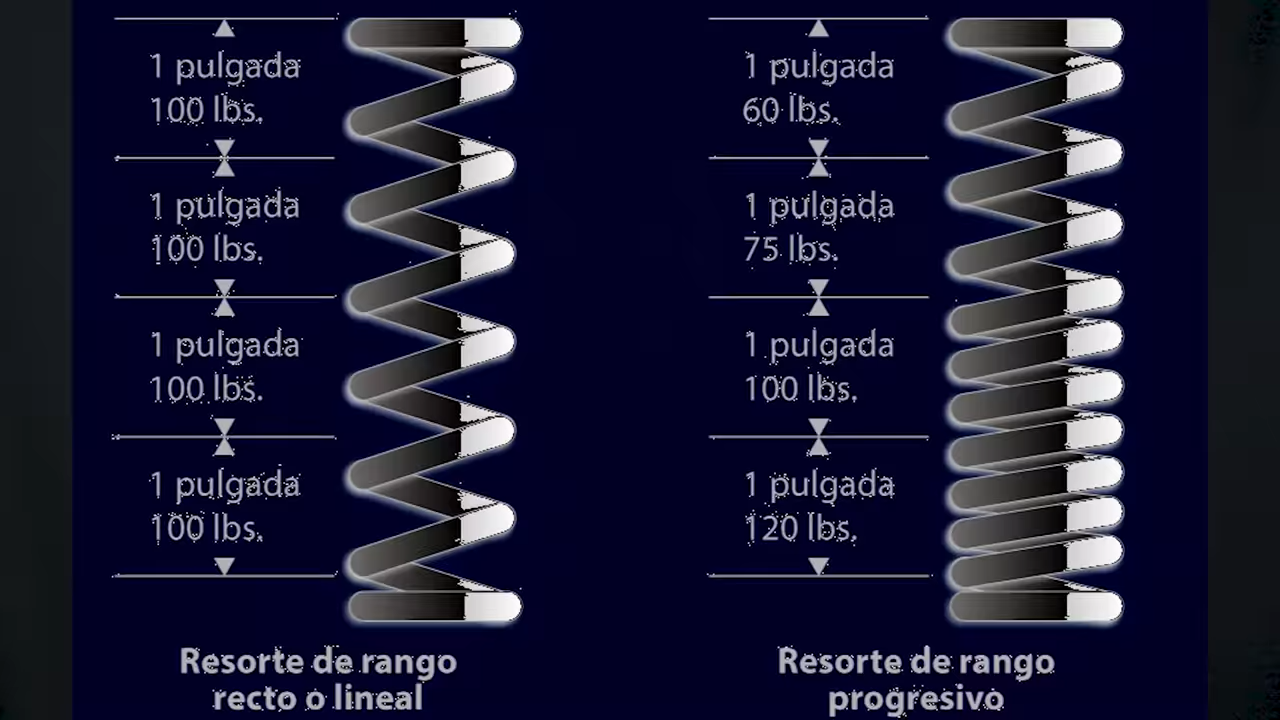 1 pulgada
100 lbs.
1 pulgada
100 lbs.
1 pulgada
100 lbs.
1 pulgada
100 lbs.
Resorte de rango
recto o lineal
1 pulgada
60 lbs.
1 pulgada
75 lbs.
1 pulgada
100 lbs.
1 pulgada
120 lbs.
Resorte de rango
progresivo